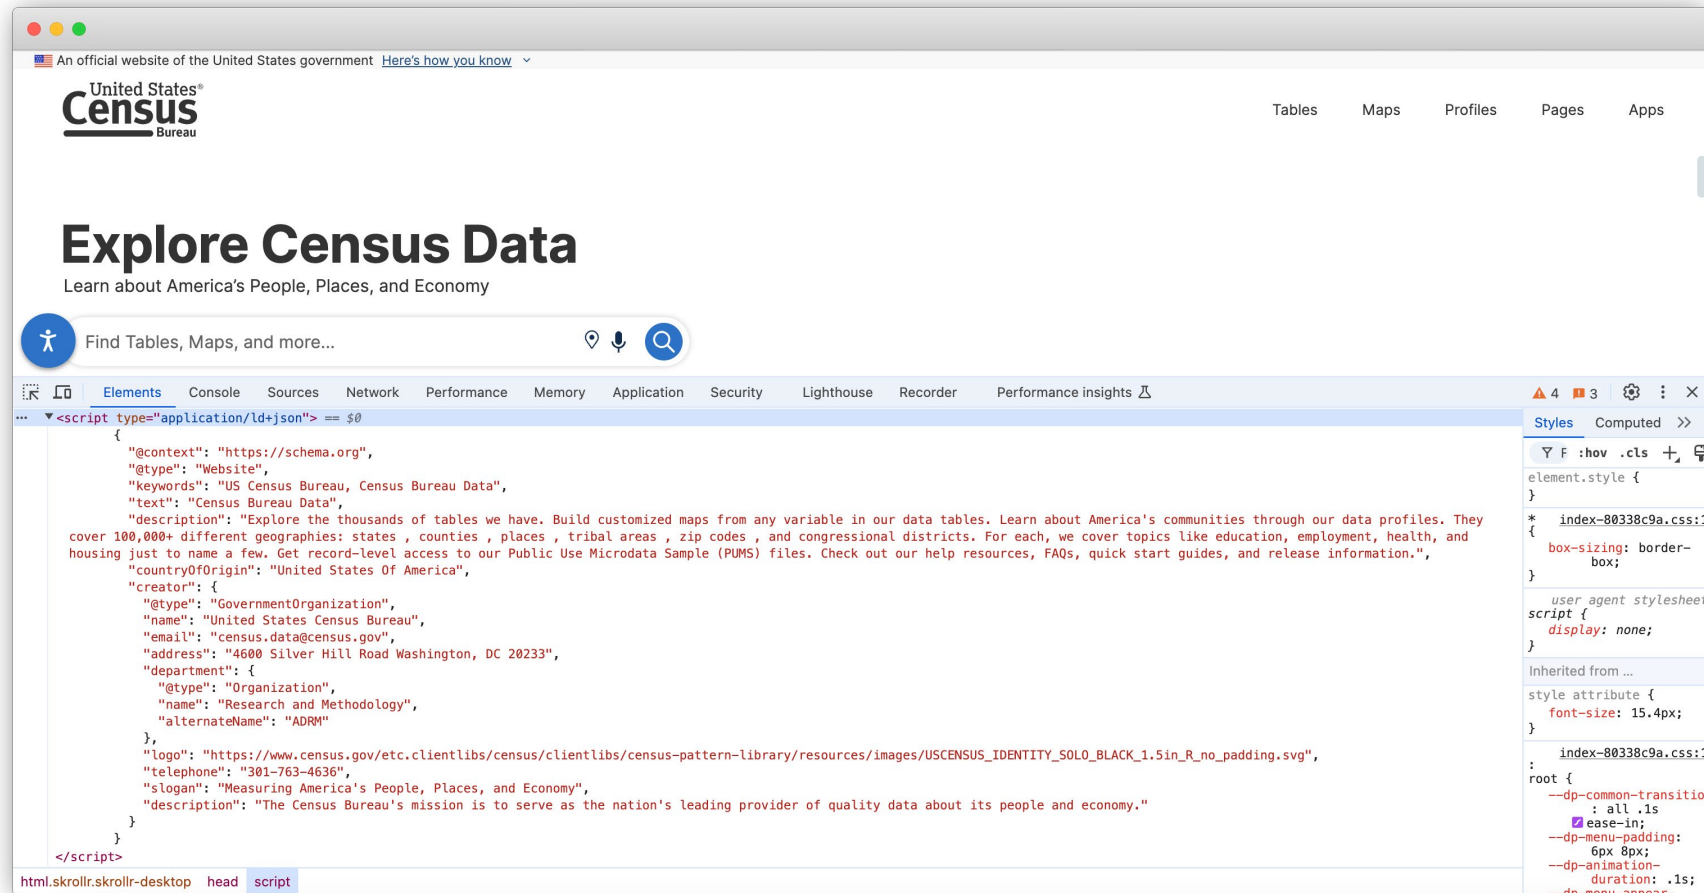 An official website of the United States government Here's how you know
United States®
Census
Bureau
Tables Maps Profiles Pages Apps
Explore Census Data
Learn about America's People, Places, and Economy
Find Tables, Maps, and more...
Elements Console Sources Network Performance Memory Application Security Lighthouse Recorder Performance insights 4 3
<script type="application/ld+json"> == $0
{
"@context": "https://schema.org",
"@type": "Website",
"keywords": "US Census Bureau, Census Bureau Data",
"text": "Census Bureau Data",
"description": "Explore the thousands of tables we have. Build customized maps from any variable in our data tables. Learn about America's communities through our data profiles. They
cover 100,000+ different geographies: states , counties , places , tribal areas , zip codes , and congressional districts. For each, we cover topics like education, employment, health, and
housing just to name a few. Get record-level access to our Public Use Microdata Sample (PUMS) files. Check out our help resources, FAQs, quick start guides, and release information.",
"countryOfOrigin": "United States Of America",
"creator": {
"@type": "GovernmentOrganization",
"name": "United States Census Bureau",
"email": "census.data@census.gov",
"address": "4600 Silver Hill Road Washington, DC 20233",
"department": {
"@type": "Organization",
"name": "Research and Methodology",
"alternateName": "ADRM"
},
"logo": "https://www.census.gov/etc.clientlibs/census/clientlibs/census-pattern-library/resources/images/USCENSUS_IDENTITY_SOLO_BLACK_1.5in_R_no_padding.svg",
"telephone": "301-763-4636",
"slogan": "Measuring America's People, Places, and Economy",
"description": "The Census Bureau's mission is to serve as the nation's leading provider of quality data about its people and economy."
}
}
</script>
html.skrollr.skrollr-desktop head script
Styles Computed
F :hov .cls
element.style {
}
* index-80338c9a.css:1
{
box-sizing: border-
box;
}
user agent stylesheet
script {
display: none;
}
Inherited from ...
style attribute {
font-size: 15.4px;
}
index-80338c9a.css:1
:
root {
--dp-common-transitio
: all .1s
ease-in;
--dp-menu-padding:
6px 8px;
--dp-animation-
duration: .1s;